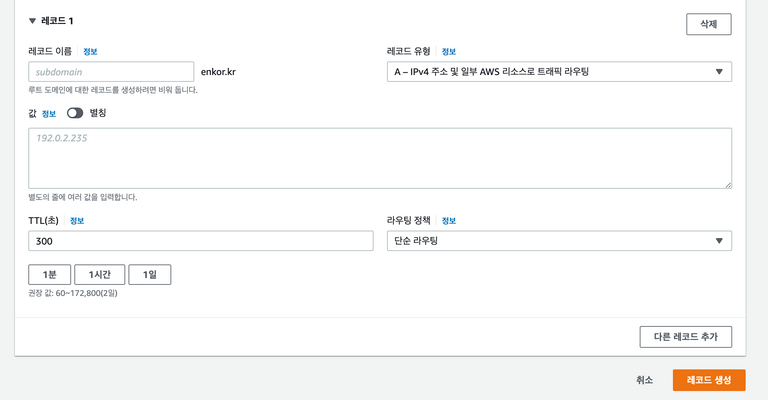 ▼ 레코드 1
삭제
레코드 이름 정보
subdomain
enkor.kr
루트 도메인에 대한 레코드를 생성하려면 비워 둡니다.
레코드 유형 정보
A – IPv4 주소 및 일부 AWS 리소스로 트래픽 라우팅
값 정보 별칭
192.0.2.235
별도의 줄에 여러 값을 입력합니다.
TTL(초) 정보
300
1분 1시간 1일
권장 값: 60~172,800(2일)
라우팅 정책 정보
단순 라우팅
다른 레코드 추가
취소 레코드 생성